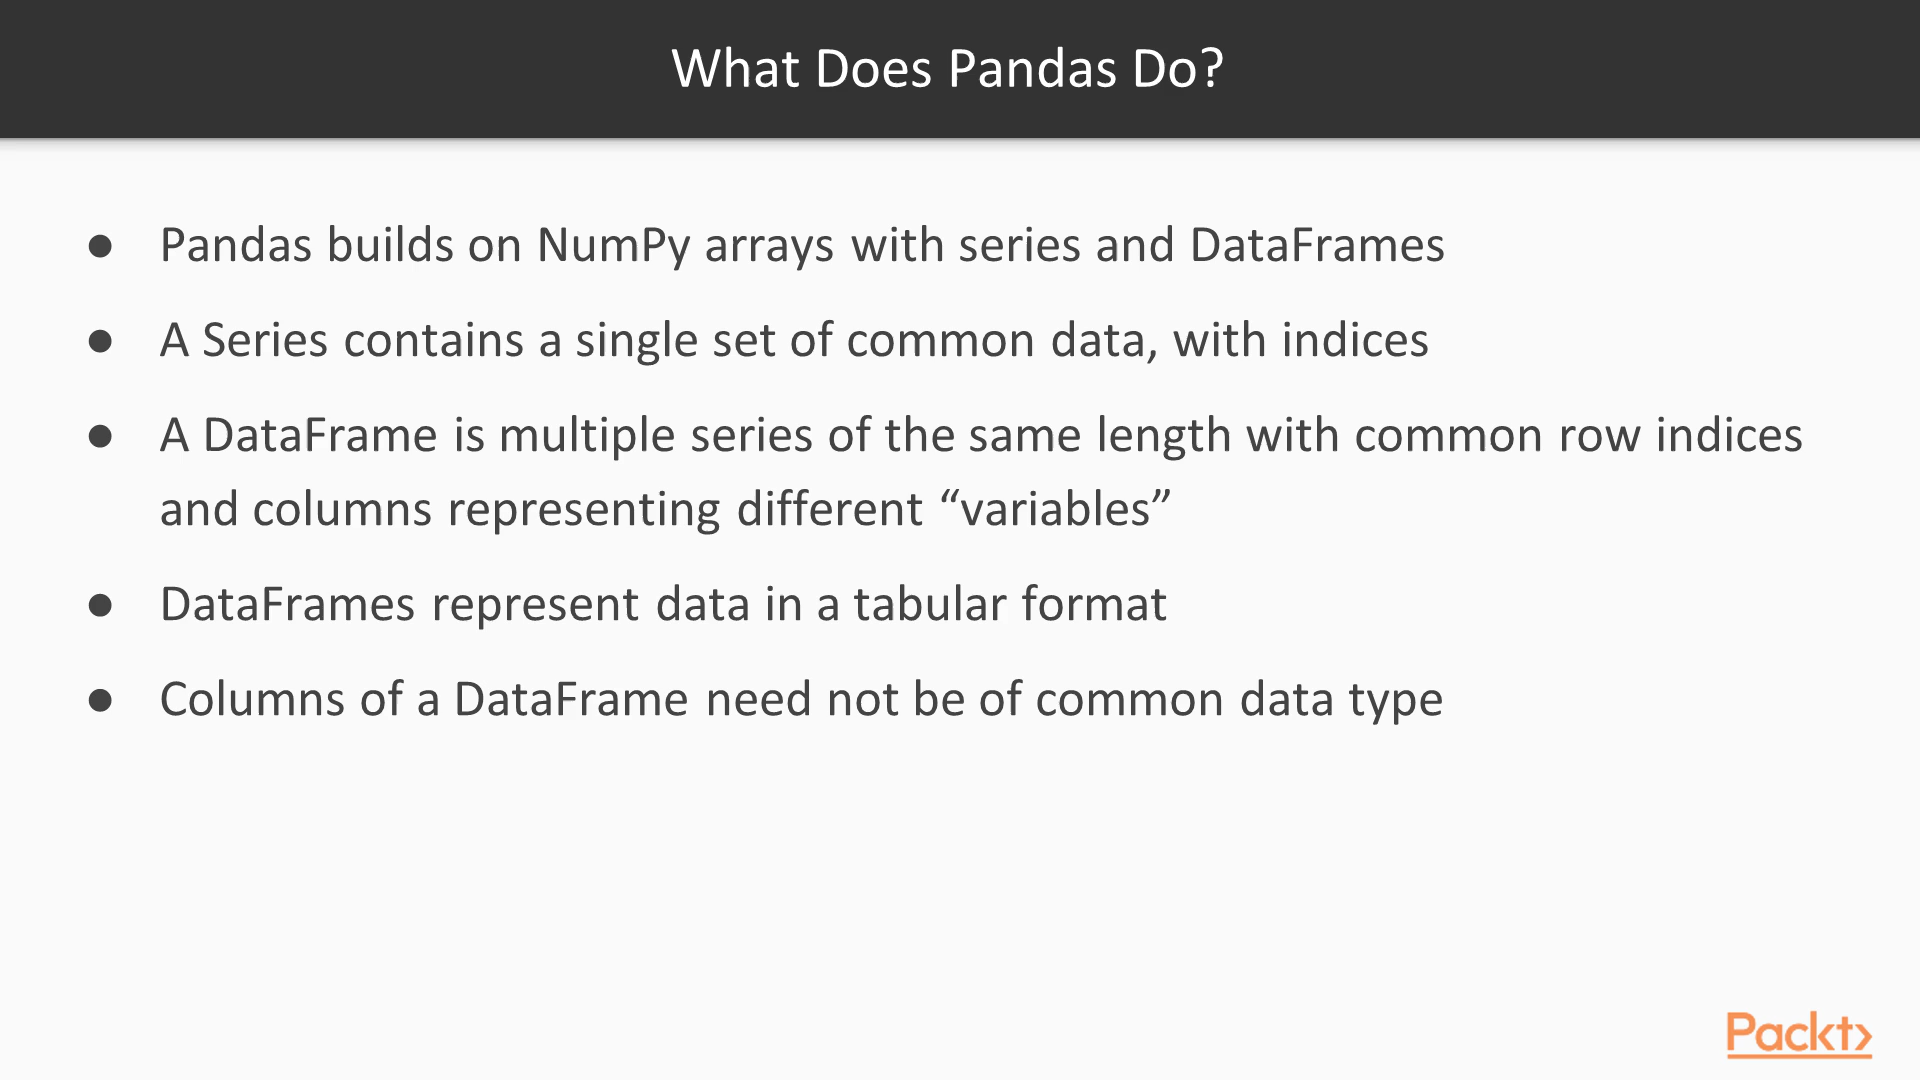 What Does Pandas Do?
● Pandas builds on NumPy arrays with series and DataFrames
● A Series contains a single set of common data, with indices
● A DataFrame is multiple series of the same length with common row indices
and columns representing different “variables”
● DataFrames represent data in a tabular format
● Columns of a DataFrame need not be of common data type
Packt>